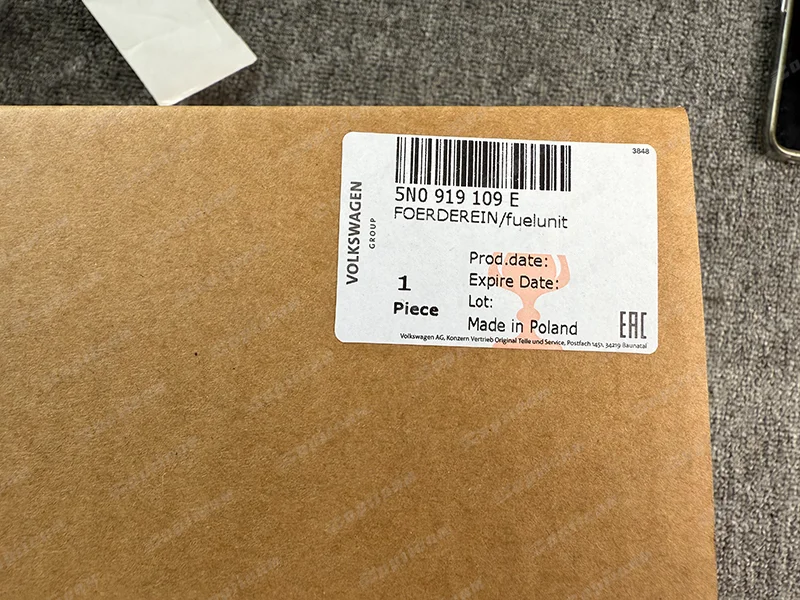 3848
VOLKSWAGEN
GROUP
5N0 919 109 E
FOERDEREIN/fuelunit
Prod.date:
Expire Date:
1
Lot:
Piece
Made in Poland
EAC
Volkswagen AG, Konzern Vertrieb Original Teile und Service, Postfach 1451, 34219 Baunatal